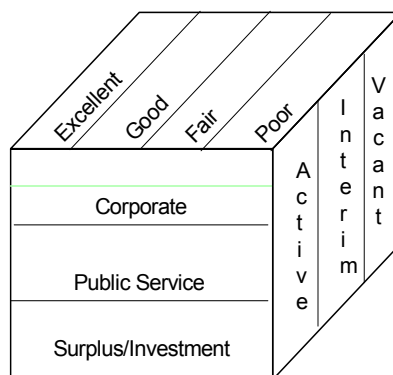 Excellent
Good
Fair
Poor
Active
Interim
Vacant
Corporate
Public Service
Surplus/Investment